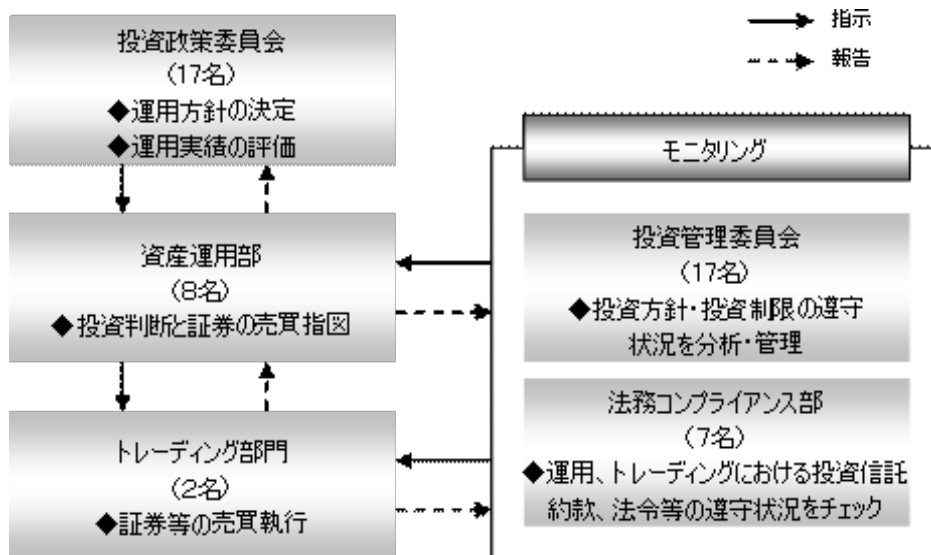 指示
報告
投資政策委員会
(17名)
◆運用方針の決定
◆運用実績の評価
資産運用部
(8名)
◆投資判断と証券の売買指図
トレーディング部門
(2名)
◆証券等の売買執行
モニタリング
投資管理委員会
(17名)
◆投資方針・投資制限の遵守
状況を分析・管理
法務コンプライアンス部
(7名)
◆運用、トレーディングにおける投資信託
約款、法令等の遵守状況をチェック